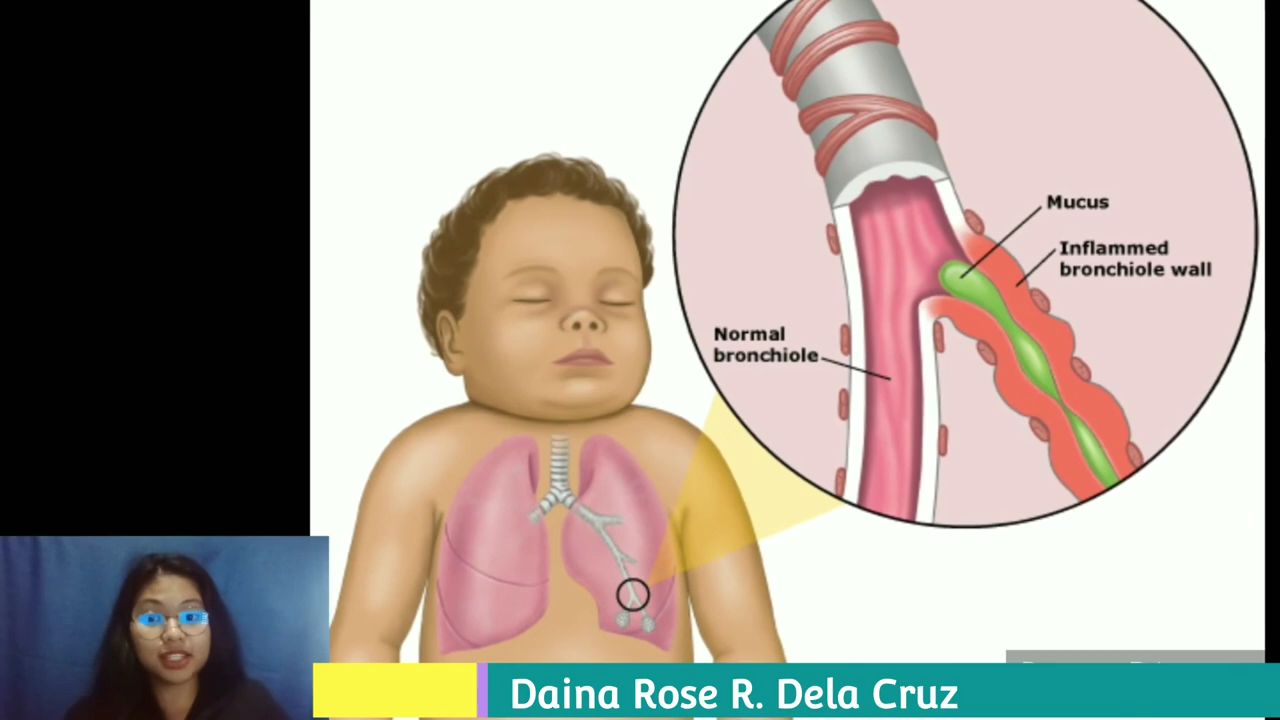 Mucus
Inflammed
bronchiole wall
Normal
bronchiole
Daina Rose R. Dela Cruz